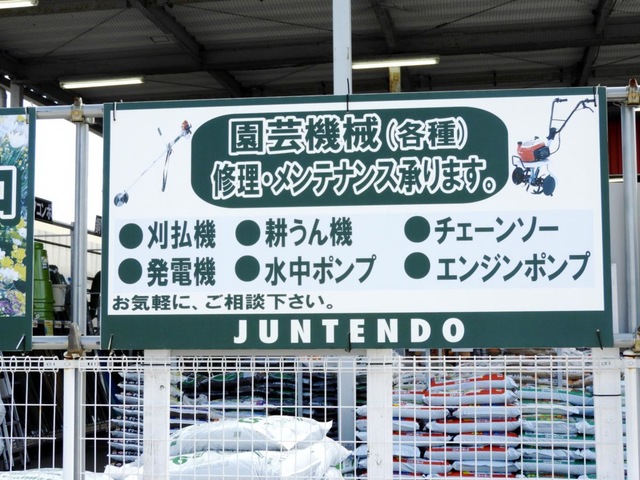 園芸機械(各種)
修理・メンテナンス承ります。
●刈払機 ●耕うん機 ●チェーンソー
●発電機 ●水中ポンプ ●エンジンポンプ
お気軽に、ご相談下さい。
JUNTENDO